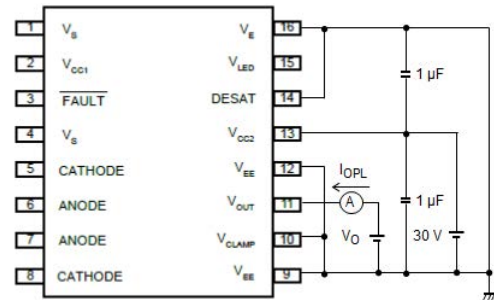 1 V_S V_E 16
2 V_CC1 V_LED 15
3 FAULT DESAT 14
4 V_S V_CC2 13
5 CATHODE V_EE 12
6 ANODE V_OUT 11
7 ANODE V_CLAMP 10
8 CATHODE V_EE 9
1 μF
I_OPL
A
V_O
1 μF
30 V